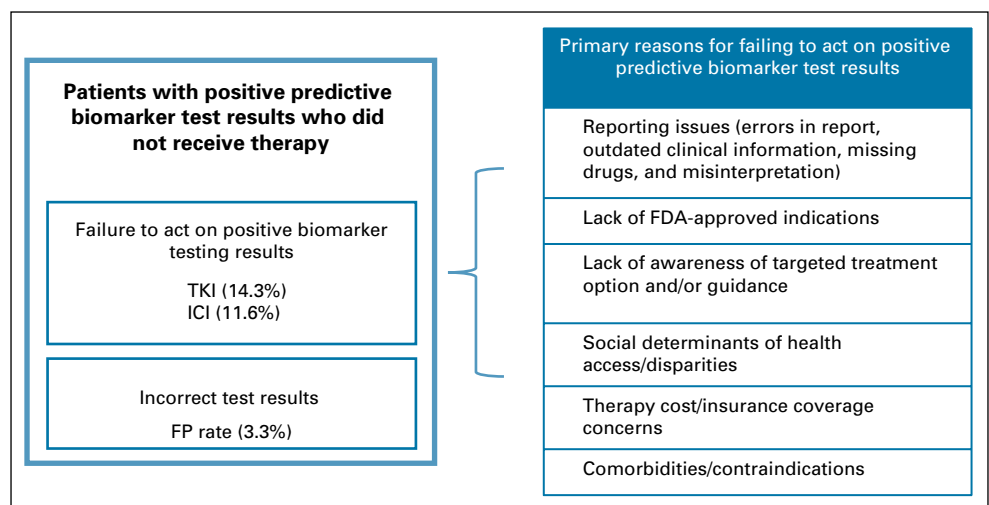 Patients with positive predictive
biomarker test results who did
not receive therapy
Failure to act on positive biomarker
testing results
TKI (14.3%)
ICI (11.6%)
Incorrect test results
FP rate (3.3%)
Primary reasons for failing to act on positive
predictive biomarker test results
Reporting issues (errors in report,
outdated clinical information, missing
drugs, and misinterpretation)
Lack of FDA-approved indications
Lack of awareness of targeted treatment
option and/or guidance
Social determinants of health
access/disparities
Therapy cost/insurance coverage
concerns
Comorbidities/contraindications